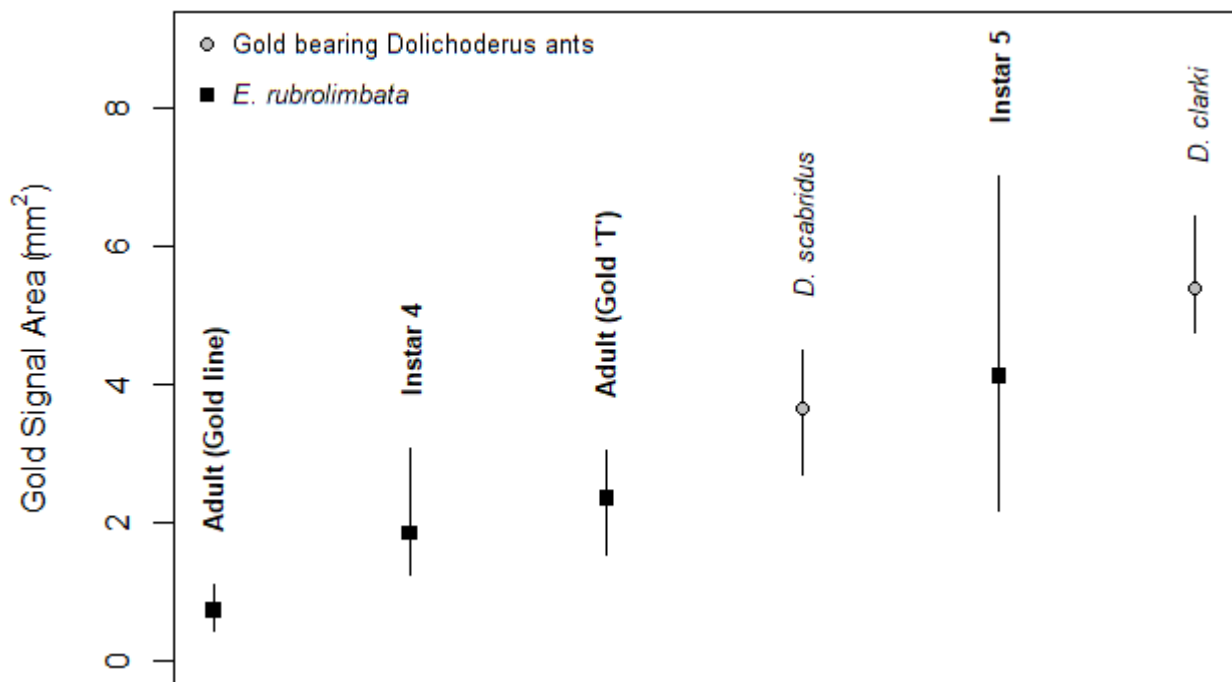 Gold bearing Dolichoderus ants
E. rubrolimbata
Gold Signal Area (mm²)
8
6
4
2
0
Adult (Gold line)
Instar 4
Adult (Gold 'T')
D. scabridus
Instar 5
D. clarki